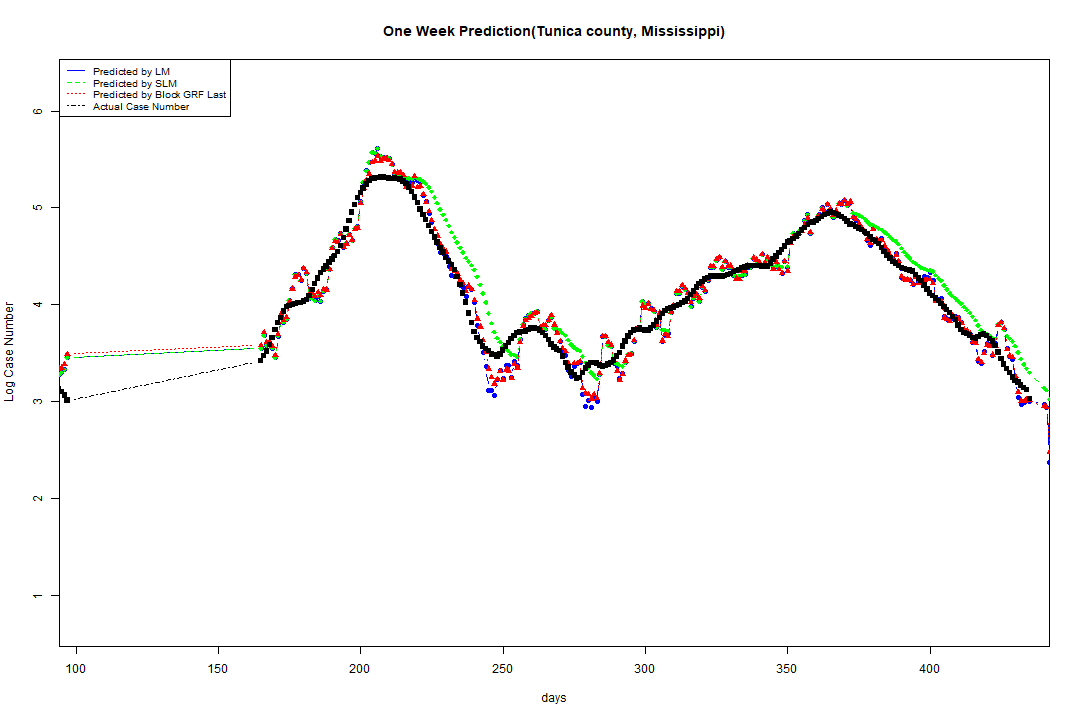 One Week Prediction(Tunica county, Mississippi)
Predicted by LM
Predicted by SLM
Predicted by Block GRF Last
Actual Case Number
Log Case Number
6
5
4
3
2
1
100 150 200 250 300 350 400
days